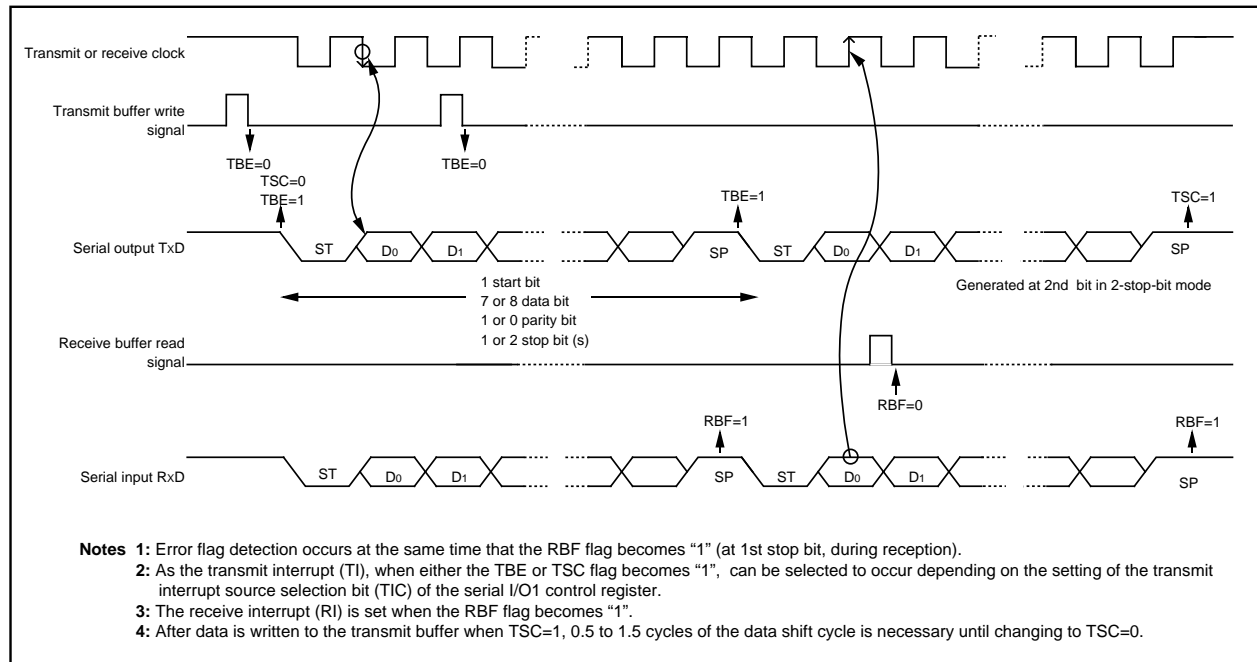 Transmit or receive clock
Transmit buffer write
signal
TBE=0
TSC=0
TBE=1
TBE=0
TBE=1
TSC=1
Serial output TxD
ST
D0
D1
SP
ST
D0
D1
SP
1 start bit
7 or 8 data bit
1 or 0 parity bit
1 or 2 stop bit (s)
Generated at 2nd bit in 2-stop-bit mode
Receive buffer read
signal
RBF=0
RBF=1
RBF=1
Serial input RxD
ST
D0
D1
SP
ST
D0
D1
SP
Notes 1: Error flag detection occurs at the same time that the RBF flag becomes “1” (at 1st stop bit, during reception).
2: As the transmit interrupt (TI), when either the TBE or TSC flag becomes “1”, can be selected to occur depending on the setting of the transmit
interrupt source selection bit (TIC) of the serial I/O1 control register.
3: The receive interrupt (RI) is set when the RBF flag becomes “1”.
4: After data is written to the transmit buffer when TSC=1, 0.5 to 1.5 cycles of the data shift cycle is necessary until changing to TSC=0.